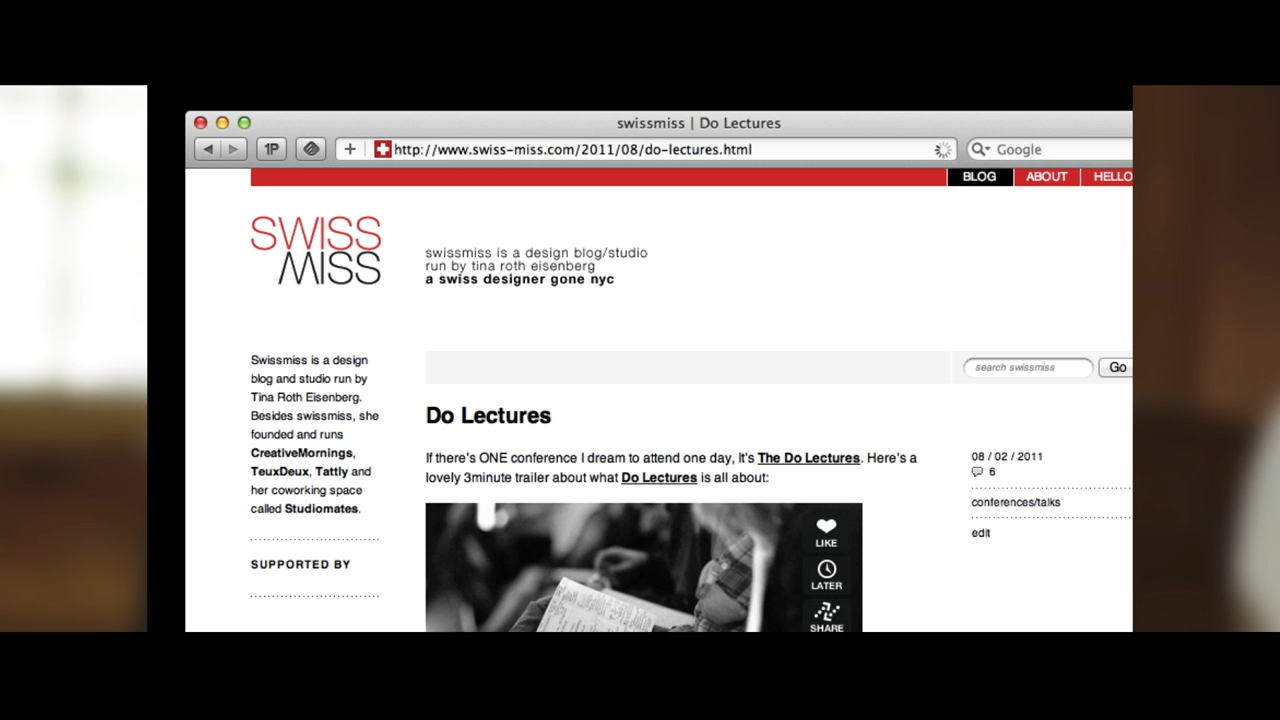 swissmiss | Do Lectures
1P
http://www.swiss-miss.com/2011/08/do-lectures.html
Google
BLOG
ABOUT
HELLO
SWISS
MISS
swissmiss is a design blog/studio
run by tina roth eisenberg
a swiss designer gone nyc
Swissmiss is a design
blog and studio run by
Tina Roth Eisenberg.
Besides swissmiss, she
founded and runs
CreativeMornings,
TeuxDeux, Tattly and
her coworking space
called Studiomates.
SUPPORTED BY
search swissmiss
Go
Do Lectures
If there's ONE conference I dream to attend one day, It's The Do Lectures. Here's a
lovely 3minute trailer about what Do Lectures is all about:
LIKE
LATER
SHARE
08 / 02 / 2011
6
conferences/talks
edit